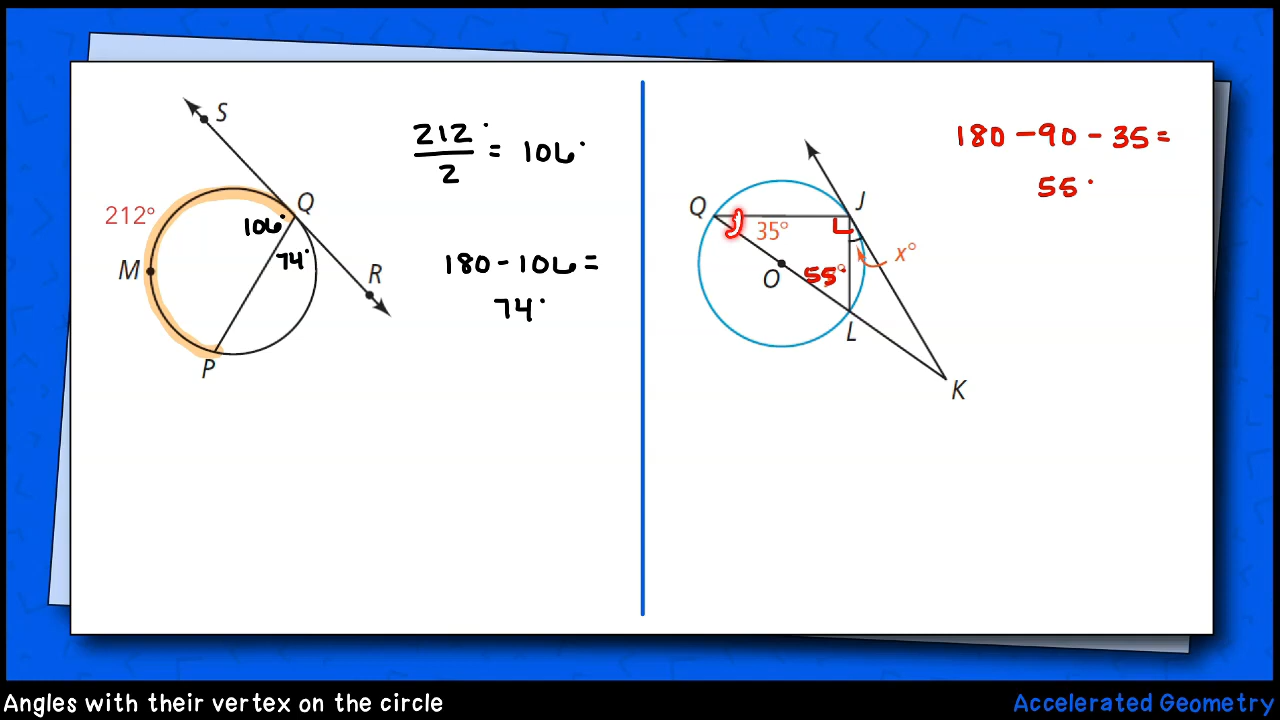 S
Q
212°
106°
74°
M
P
R
212° / 2 = 106°
180 - 106 =
74°
Q
J
35°
x°
O
55°
L
K
180 - 90 - 35 =
55°
Angles with their vertex on the circle
Accelerated Geometry